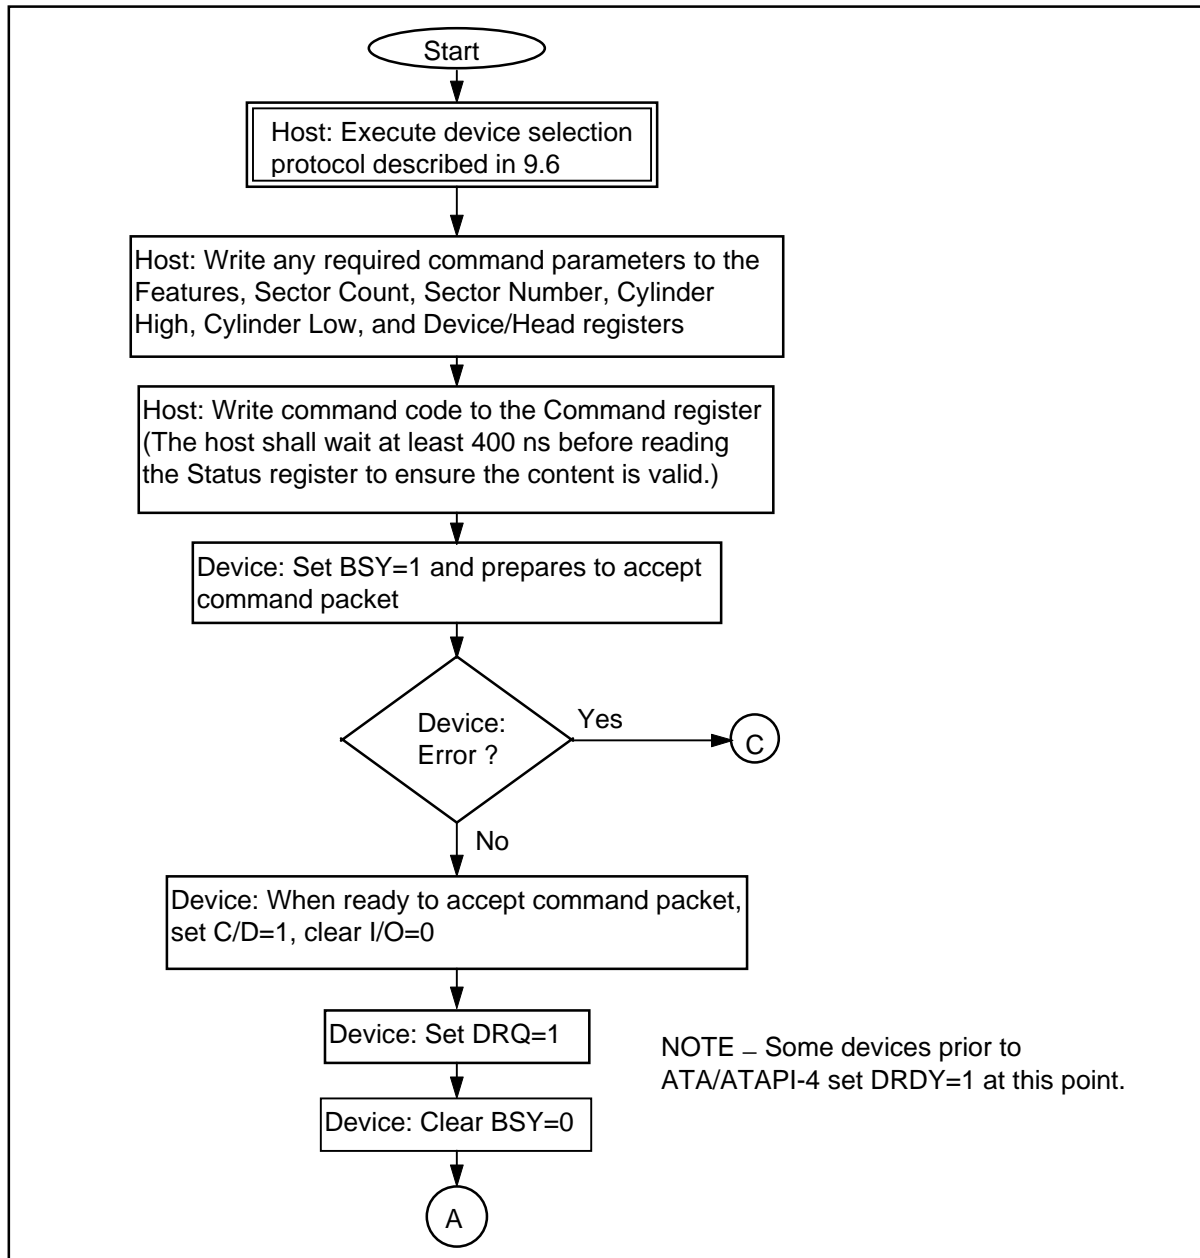 Start
Host: Execute device selection
protocol described in 9.6
Host: Write any required command parameters to the
Features, Sector Count, Sector Number, Cylinder
High, Cylinder Low, and Device/Head registers
Host: Write command code to the Command register
(The host shall wait at least 400 ns before reading
the Status register to ensure the content is valid.)
Device: Set BSY=1 and prepares to accept
command packet
Device:
Error ?
Yes
C
No
Device: When ready to accept command packet,
set C/D=1, clear I/O=0
Device: Set DRQ=1
NOTE – Some devices prior to
ATA/ATAPI-4 set DRDY=1 at this point.
Device: Clear BSY=0
A